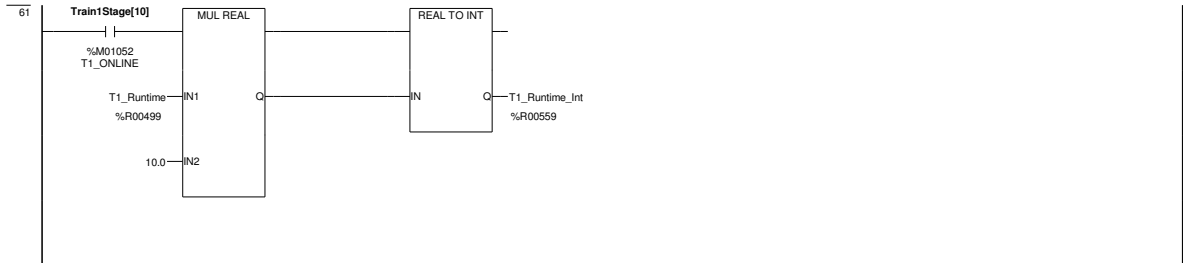 61
Train1Stage[10]
MUL REAL
REAL TO INT
%M01052
T1_ONLINE
T1_Runtime IN1 Q IN Q T1_Runtime_Int
%R00499
%R00559
10.0 IN2